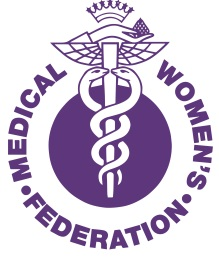 • MEDICAL WOMEN'S •
FEDERATION